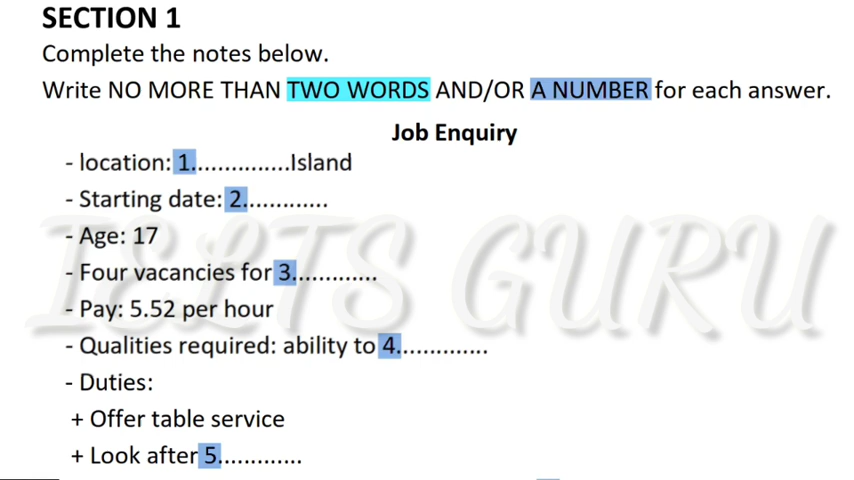 SECTION 1
Complete the notes below.
Write NO MORE THAN TWO WORDS AND/OR A NUMBER for each answer.
Job Enquiry
- location: 1..............Island
- Starting date: 2.............
- Age: 17
- Four vacancies for 3.............
- Pay: 5.52 per hour
- Qualities required: ability to 4..............
- Duties:
+ Offer table service
+ Look after 5.............
IELTS GURU